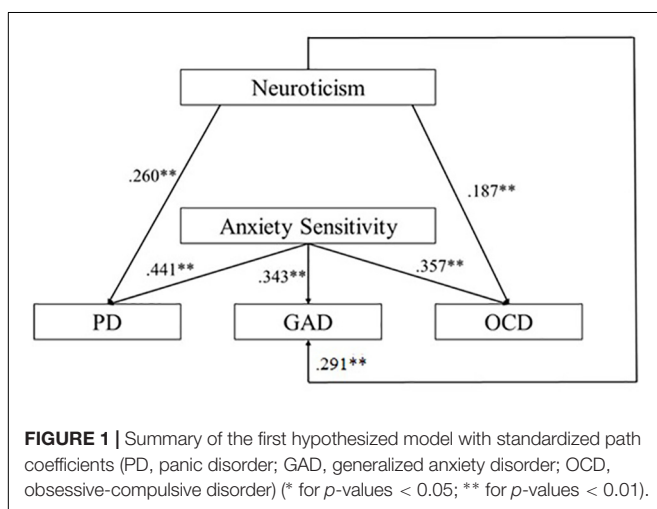 Neuroticism
.260**
.187**
Anxiety Sensitivity
.441**
.343**
.357**
PD
GAD
OCD
.291**
FIGURE 1 | Summary of the first hypothesized model with standardized path
coefficients (PD, panic disorder; GAD, generalized anxiety disorder; OCD,
obsessive-compulsive disorder) (* for p-values < 0.05; ** for p-values < 0.01).